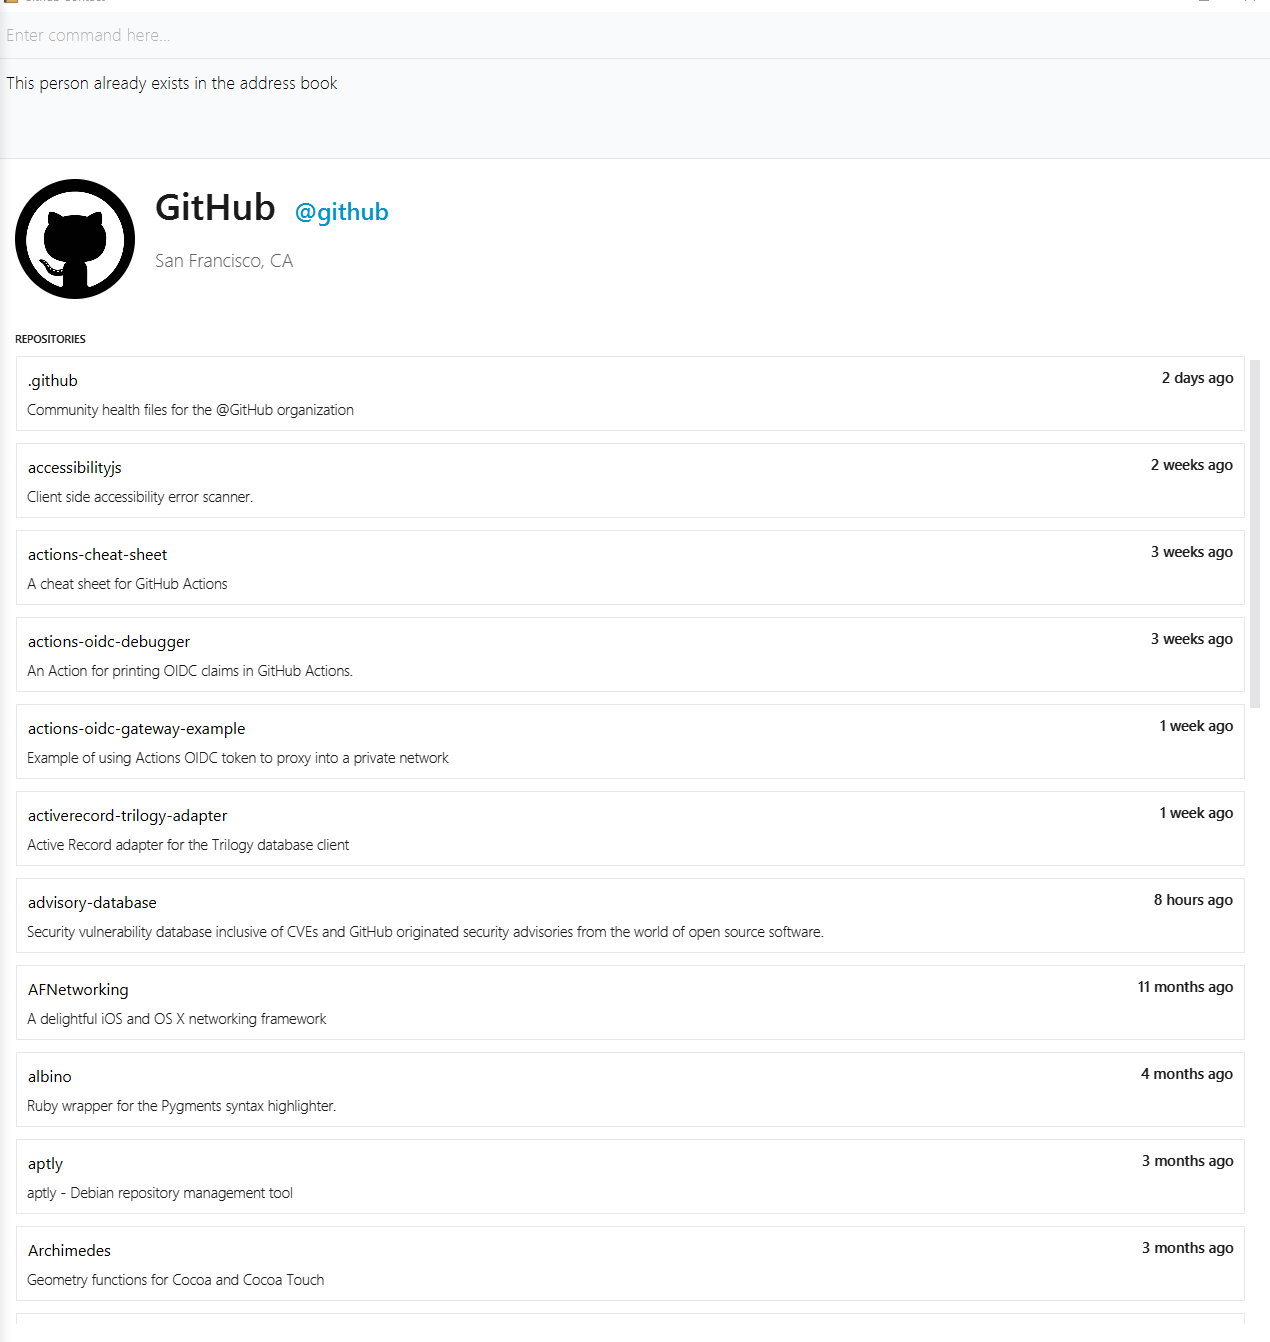 Enter command here...
This person already exists in the address book
GitHub @github
San Francisco, CA
REPOSITORIES
.github 2 days ago
Community health files for the @GitHub organization
accessibilityjs 2 weeks ago
Client side accessibility error scanner.
actions-cheat-sheet 3 weeks ago
A cheat sheet for GitHub Actions
actions-oidc-debugger 3 weeks ago
An Action for printing OIDC claims in GitHub Actions.
actions-oidc-gateway-example 1 week ago
Example of using Actions OIDC token to proxy into a private network
activerecord-trilogy-adapter 1 week ago
Active Record adapter for the Trilogy database client
advisory-database 8 hours ago
Security vulnerability database inclusive of CVEs and GitHub originated security advisories from the world of open source software.
AFNetworking 11 months ago
A delightful iOS and OS X networking framework
albino 4 months ago
Ruby wrapper for the Pygments syntax highlighter.
aptly 3 months ago
aptly - Debian repository management tool
Archimedes 3 months ago
Geometry functions for Cocoa and Cocoa Touch